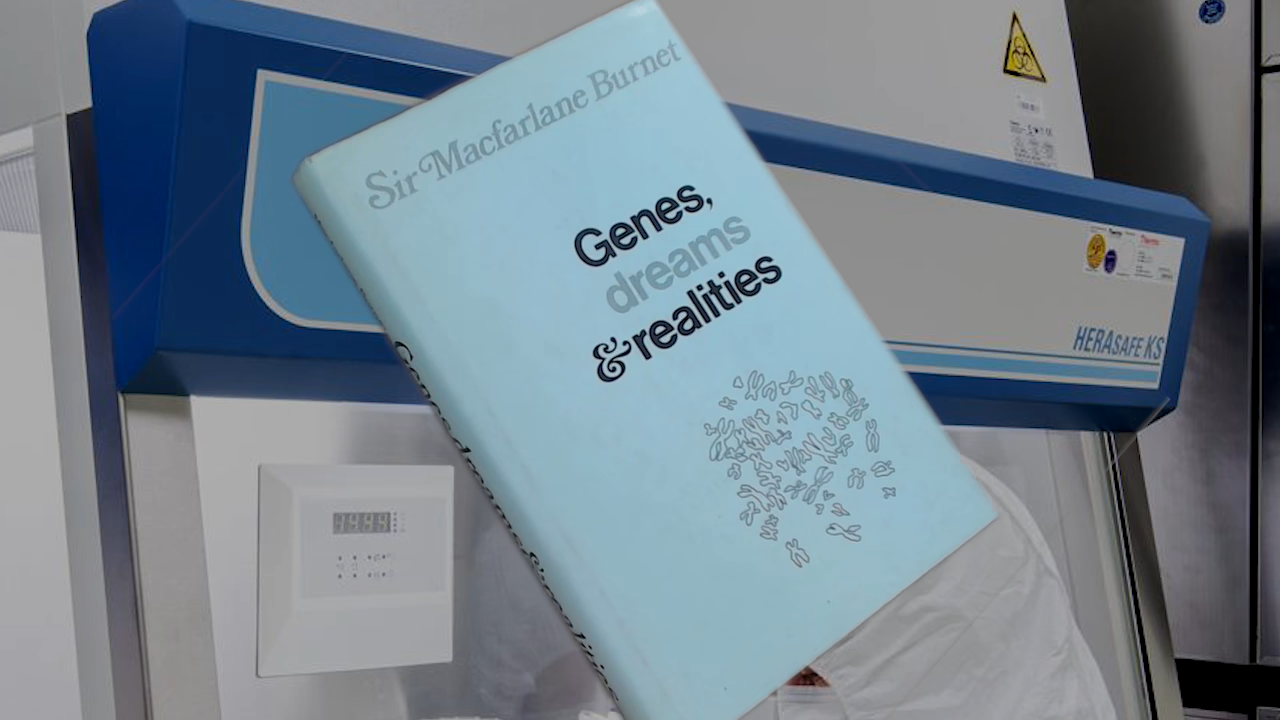 Sir Macfarlane Burnet
Genes,
dreams
& realities
HERASAFE KS